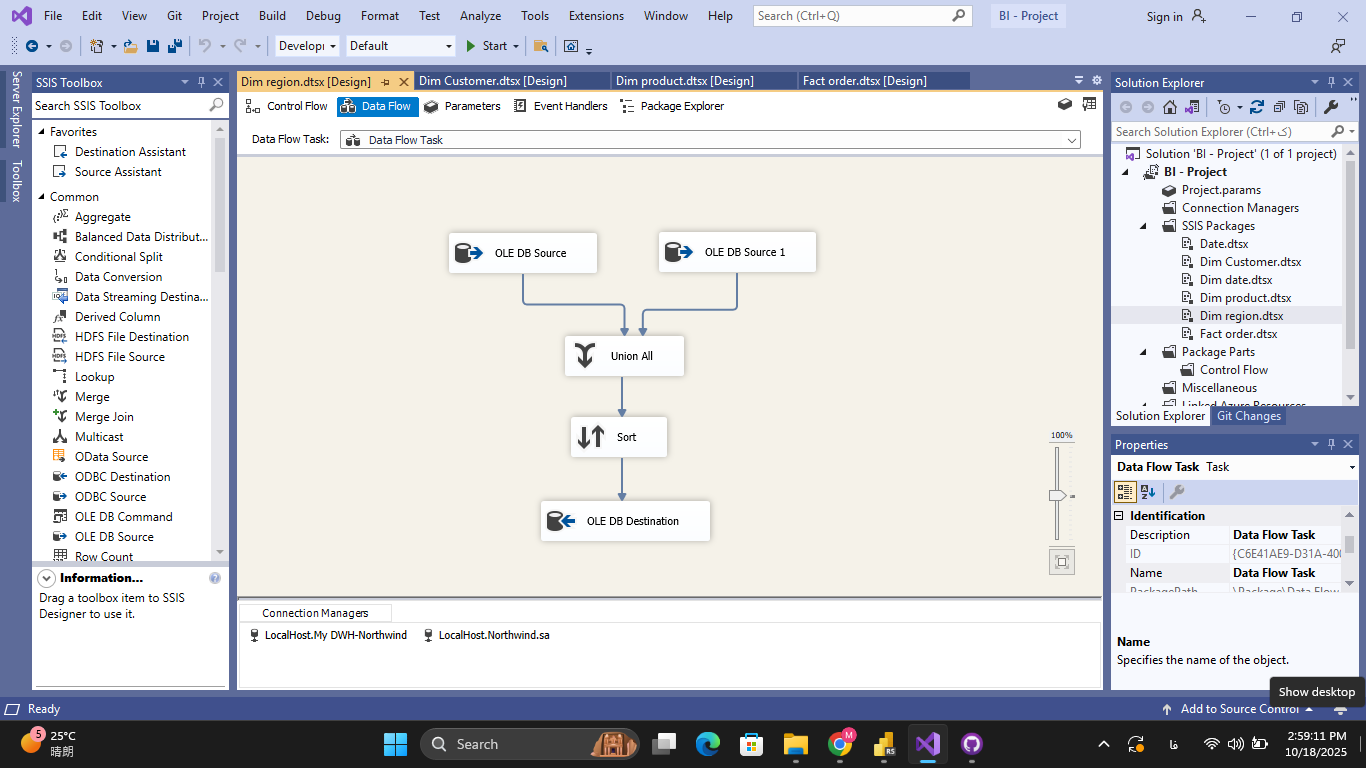 File Edit View Git Project Build Debug Format Test Analyze Tools Extensions Window Help Search (Ctrl+Q) BI - Project Sign in
Developı Default Start
Server Explorer
Toolbox
SSIS Toolbox
Search SSIS Toolbox
Favorites
Destination Assistant
Source Assistant
Common
Aggregate
Balanced Data Distribut...
Conditional Split
Data Conversion
Data Streaming Destina...
Derived Column
HDFS File Destination
HDFS File Source
Lookup
Merge
Merge Join
Multicast
OData Source
ODBC Destination
ODBC Source
OLE DB Command
OLE DB Source
Row Count
Information...
Drag a toolbox item to SSIS
Designer to use it.
Dim region.dtsx [Design] Dim Customer.dtsx [Design] Dim product.dtsx [Design] Fact order.dtsx [Design]
Control Flow Data Flow Parameters Event Handlers Package Explorer
Data Flow Task: Data Flow Task
OLE DB Source
OLE DB Source 1
Union All
Sort
OLE DB Destination
100%
Connection Managers
LocalHost.My DWH-Northwind LocalHost.Northwind.sa
Solution Explorer
Search Solution Explorer (Ctrl+ک)
Solution 'BI - Project' (1 of 1 project)
BI - Project
Project.params
Connection Managers
SSIS Packages
Date.dtsx
Dim Customer.dtsx
Dim date.dtsx
Dim product.dtsx
Dim region.dtsx
Fact order.dtsx
Package Parts
Control Flow
Miscellaneous
Linked Azure Resources
Solution Explorer Git Changes
Properties
Data Flow Task Task
Identification
Description Data Flow Task
ID {C6E41AE9-D31A-40
Name Data Flow Task
PackagePath \Package\Data Flow
Name
Specifies the name of the object.
Show desktop
Ready
Add to Source Control
5
25°C
晴朗
Search
M
RS
فا
2:59:11 PM
10/18/2025